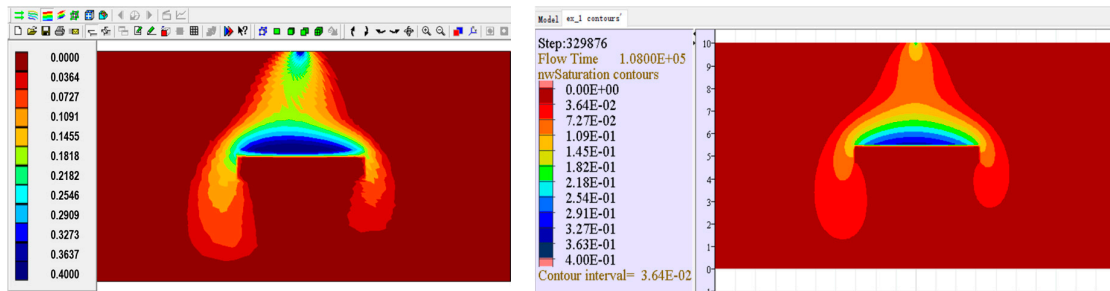 0.0000
0.0364
0.0727
0.1091
0.1455
0.1818
0.2182
0.2546
0.2909
0.3273
0.3637
0.4000
Model ex_1 contours'
Step:329876
Flow Time 1.0800E+05
nwSaturation contours
0.00E+00
3.64E-02
7.27E-02
1.09E-01
1.45E-01
1.82E-01
2.18E-01
2.54E-01
2.91E-01
3.27E-01
3.63E-01
4.00E-01
Contour interval= 3.64E-02
10
9
8
7
6
5
4
3
2
1
0